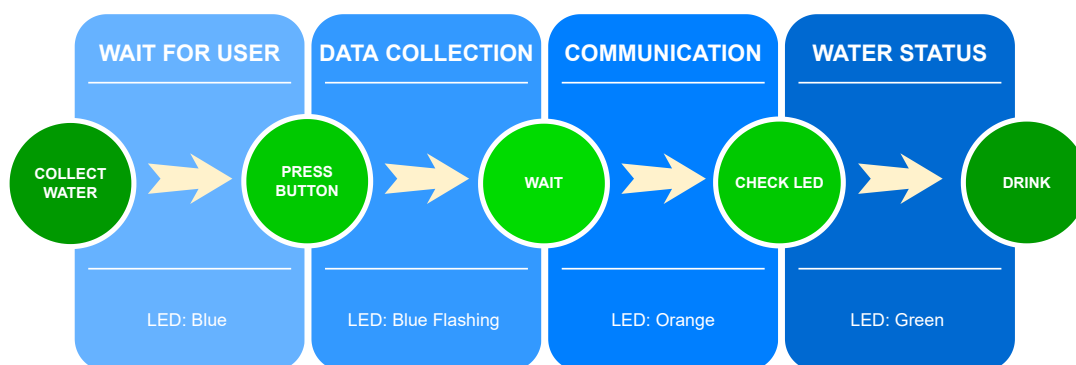 WAIT FOR USER
DATA COLLECTION
COMMUNICATION
WATER STATUS
COLLECT
WATER
PRESS
BUTTON
WAIT
CHECK LED
DRINK
LED: Blue
LED: Blue Flashing
LED: Orange
LED: Green